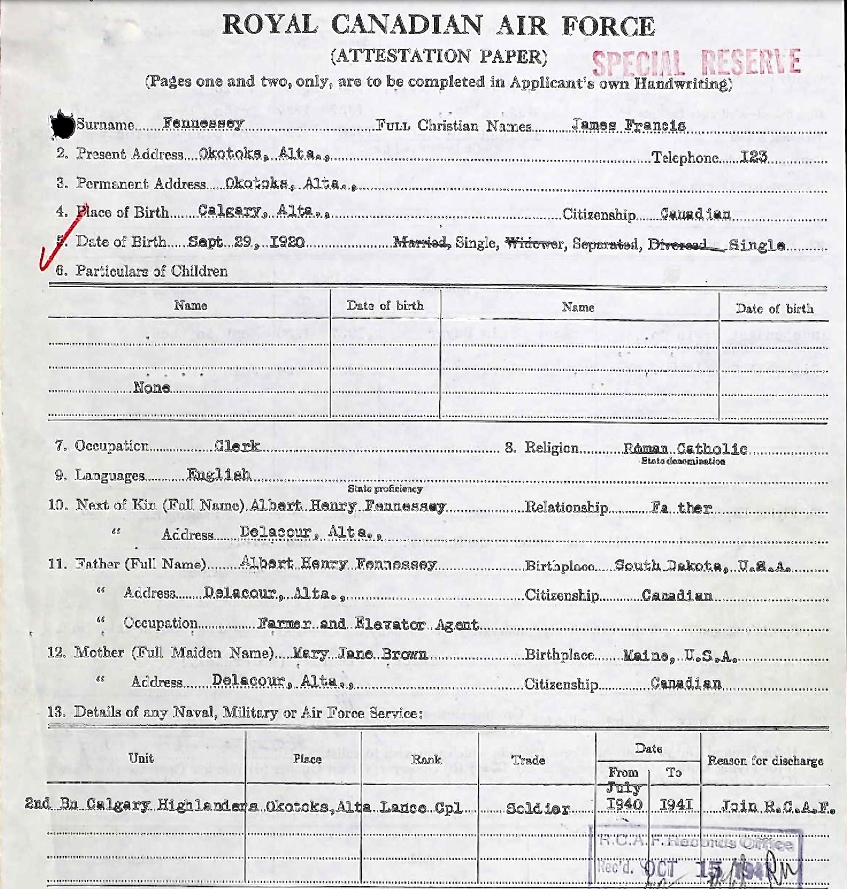 ROYAL CANADIAN AIR FORCE
(ATTESTATION PAPER)
SPECIAL RESERVE
(Pages one and two, only, are to be completed in Applicant's own Handwriting)
Surname Fennessey FULL Christian Names James Francis
2. Present Address Okotoks, Alta., Telephone 123
3. Permanent Address Okotoks, Alta.,
4. Place of Birth Calgary, Alta., Citizenship Canadian
5. Date of Birth Sept. 29, 1920 Married, Single, Widower, Separated, Divorced Single
6. Particulars of Children
Name Date of birth Name Date of birth
None
7. Occupation Clerk 8. Religion Roman Catholic
State denomination
9. Languages English
State proficiency
10. Next of Kin (Full Name) Albert Henry Fennessey Relationship Fa ther
" Address Delacour, Alta.,
11. Father (Full Name) Albert Henry Fennessey Birthplace South Dakota, U.S.A.
" Address Delacour, Alta., Citizenship Canadian
" Occupation Farmer and Elevator Agent
12. Mother (Full Maiden Name) Mary Jane Brown Birthplace Maine, U.S.A.
" Address Delacour, Alta., Citizenship Canadian
13. Details of any Naval, Military or Air Force Service:
Unit Place Rank Trade Date Reason for discharge
From To
July
2nd Bn Calgary Highlanders Okotoks, Alta Lance Cpl Soldier 1940 1941 Join R.C.A.F.
R.C.A.F. Records Office
Rec'd. OCT 15